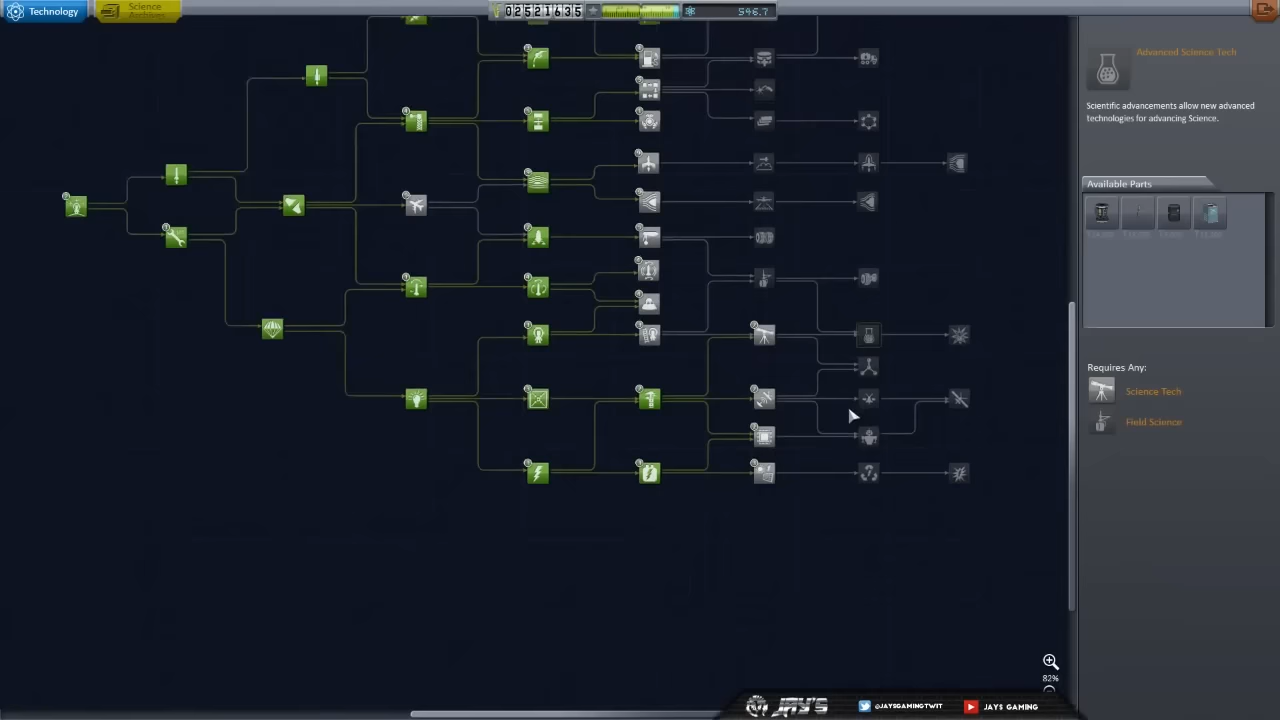 Technology
Science
Archives
02521635
546.7
Advanced Science Tech
Scientific advancements allow new advanced
technologies for advancing Science.
Available Parts
Requires Any:
Science Tech
Field Science
82%
JAY'S
@JAYSGAMINGTWIT
JAYS GAMING